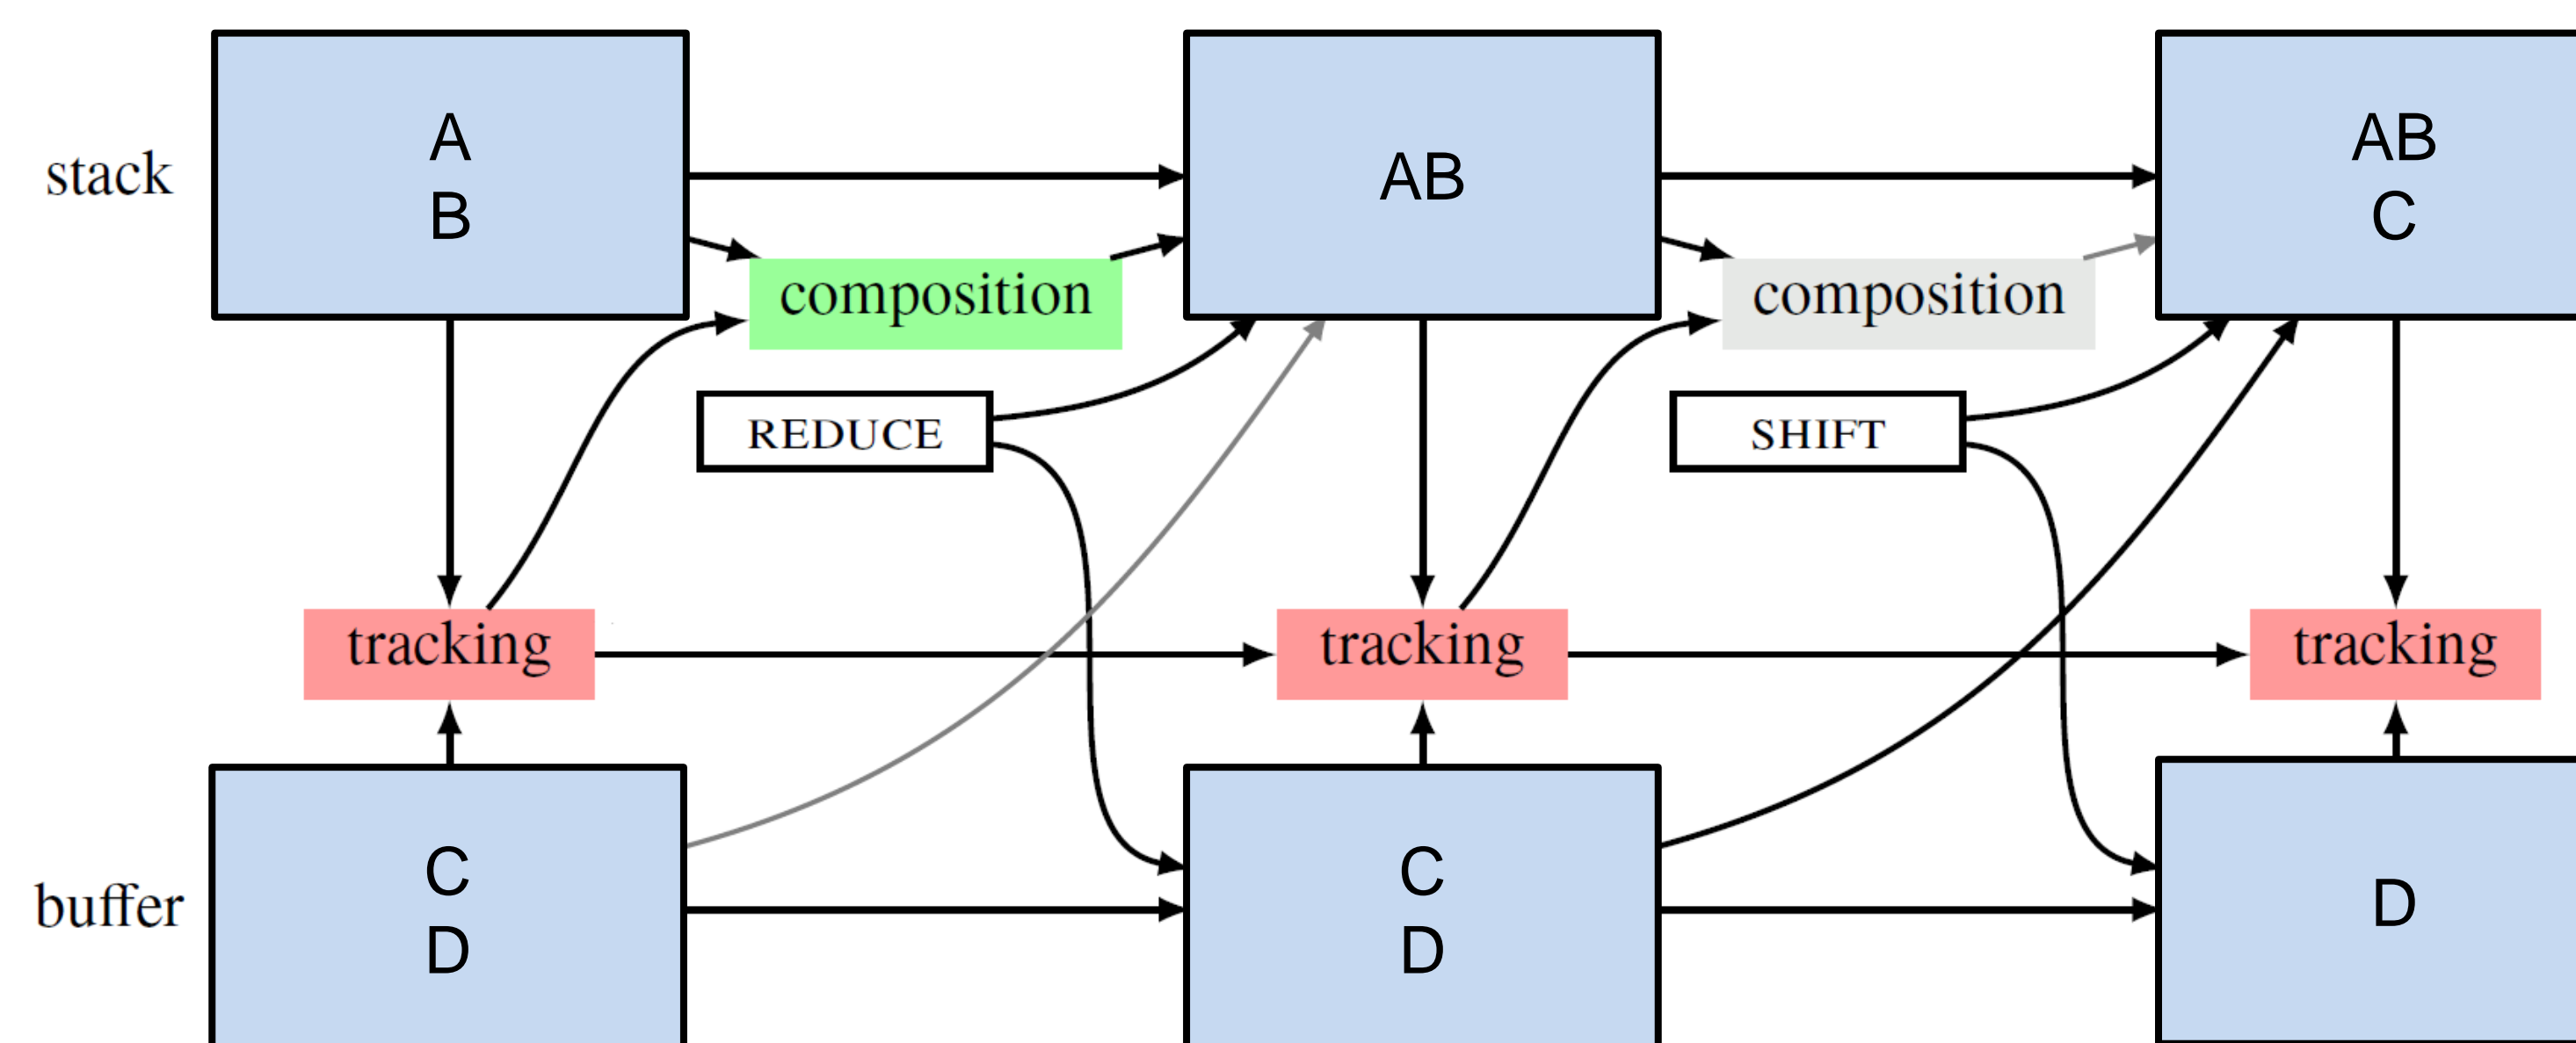 stack
A
B
AB
AB
C
composition
composition
REDUCE
SHIFT
tracking
tracking
tracking
buffer
C
D
C
D
D